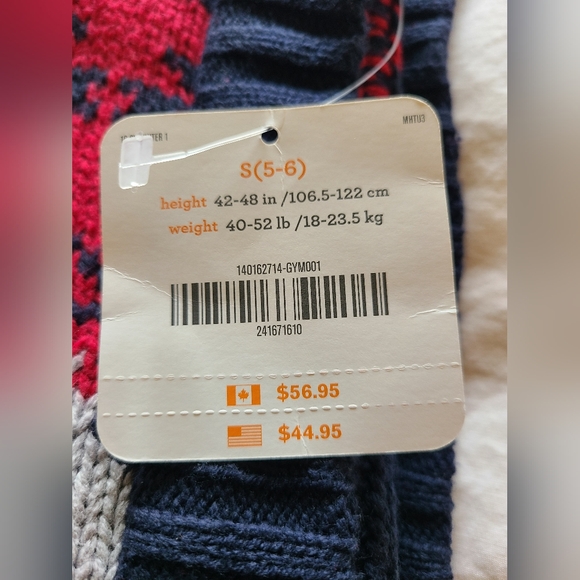 MHTU3
S(5-6)
height 42-48 in /106.5-122 cm
weight 40-52 lb /18-23.5 kg
140162714-GYM001
241671610
$56.95
$44.95